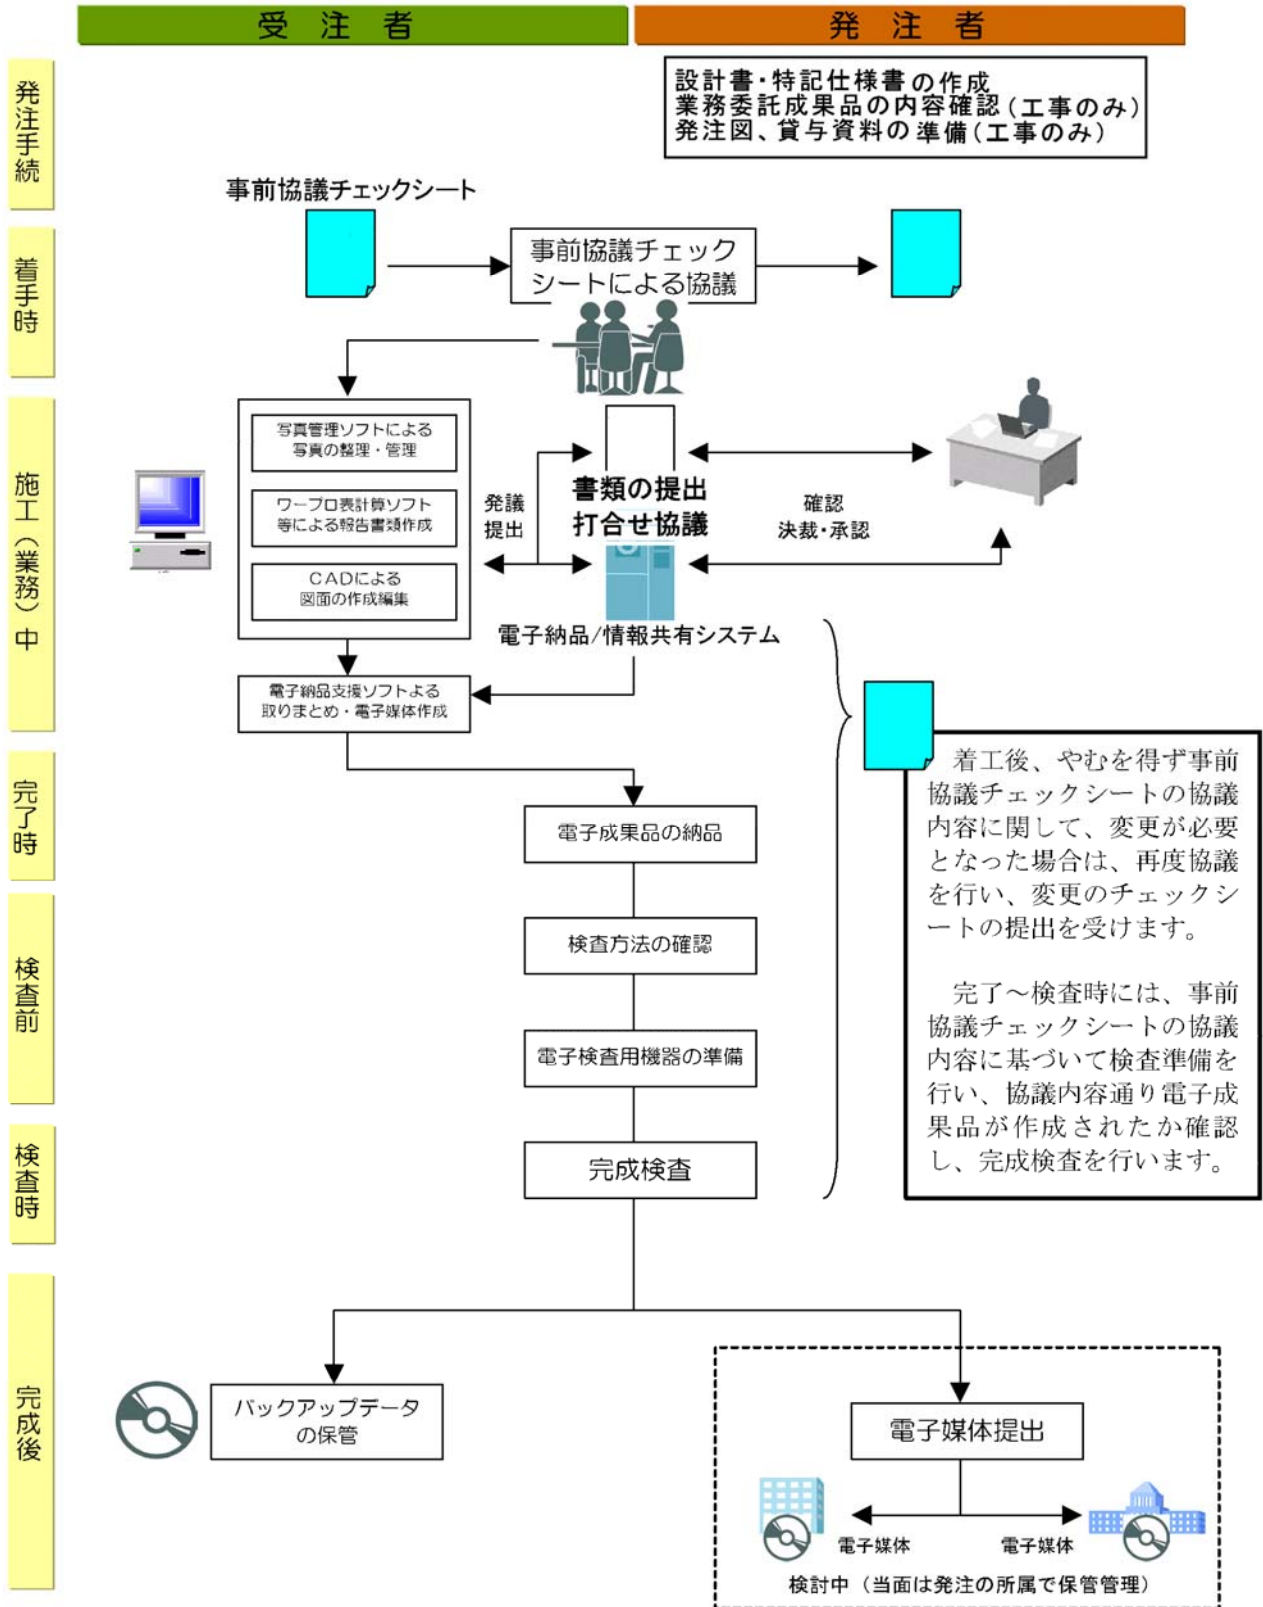 受注者
発注者
発注手続
設計書・特記仕様書の作成
業務委託成果品の内容確認(工事のみ)
発注図、貸与資料の準備(工事のみ)
事前協議チェックシート
着手時
事前協議チェック
シートによる協議
施工(業務)中
写真管理ソフトによる
写真の整理・管理
ワープロ表計算ソフト
等による報告書類作成
CADによる
図面の作成編集
発議
提出
書類の提出
打合せ協議
確認
決裁・承認
電子納品/情報共有システム
電子納品支援ソフトよる
取りまとめ・電子媒体作成
着工後、やむを得ず事前
協議チェックシートの協議
内容に関して、変更が必要
となった場合は、再度協議
を行い、変更のチェックシ
ートの提出を受けます。
完了～検査時には、事前
協議チェックシートの協議
内容に基づいて検査準備を
行い、協議内容通り電子成
果品が作成されたか確認
し、完成検査を行います。
完了時
電子成果品の納品
検査前
検査方法の確認
電子検査用機器の準備
検査時
完成検査
完成後
バックアップデータ
の保管
電子媒体提出
電子媒体
電子媒体
検討中（当面は発注の所属で保管管理）